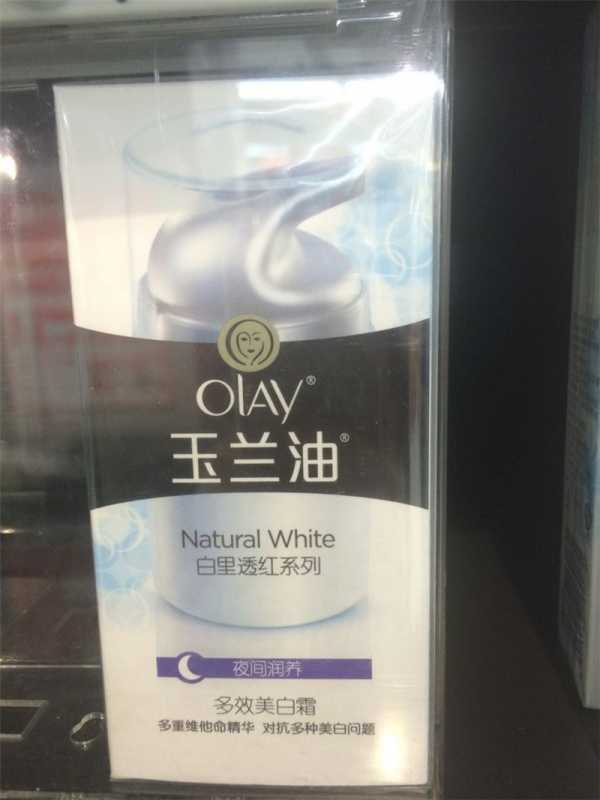 OLAY®
玉兰油®
Natural White
白里透红系列
夜间润养
多效美白霜
多重维他命精华 对抗多种美白问题